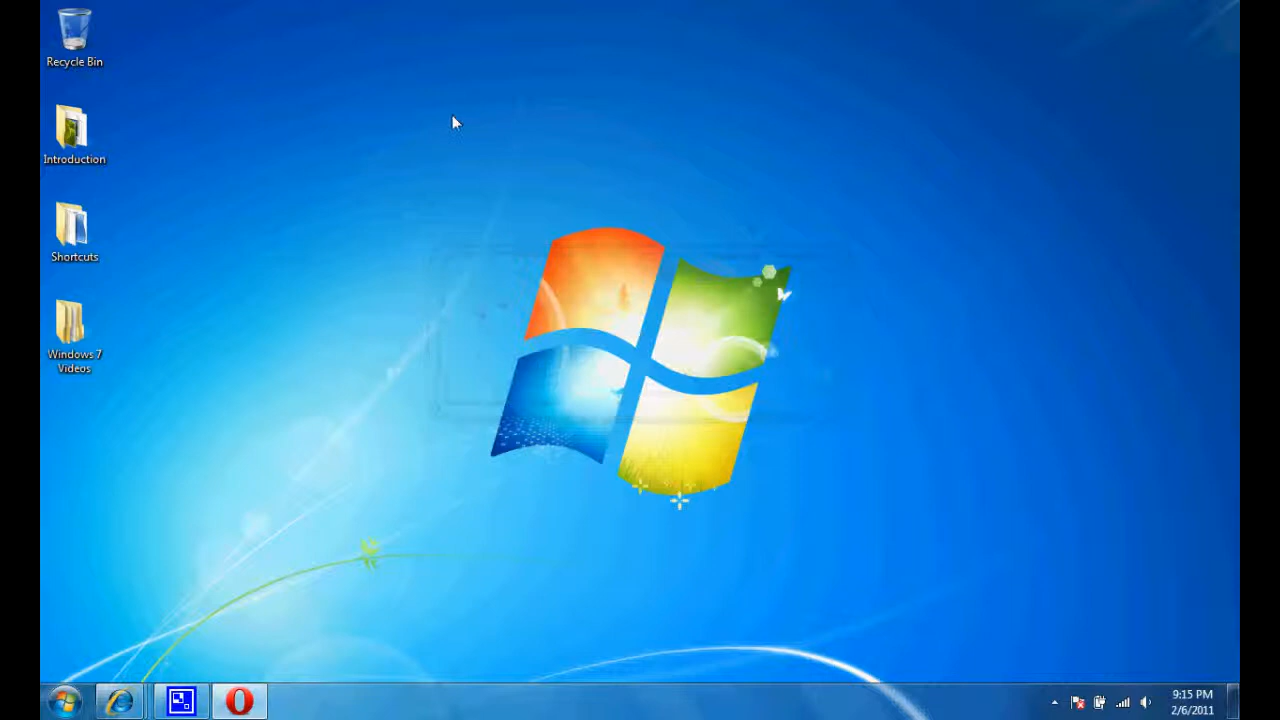 Recycle Bin
Introduction
Shortcuts
Windows 7
Videos
9:15 PM
2/6/2011